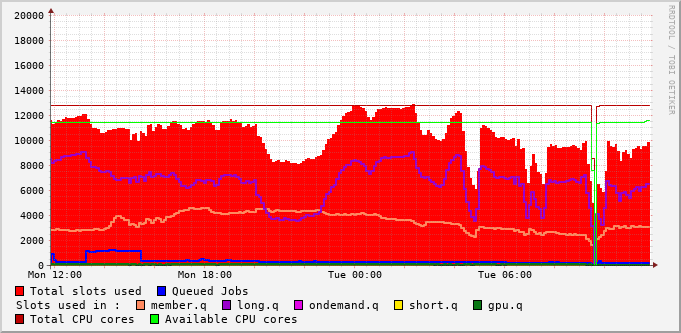 20000
18000
16000
14000
12000
10000
8000
6000
4000
2000
0
Mon 12:00 Mon 18:00 Tue 00:00 Tue 06:00
RRDTOOL / TOBI OETIKER
Total slots used Queued Jobs
Slots used in : member.q long.q ondemand.q short.q gpu.q
Total CPU cores Available CPU cores